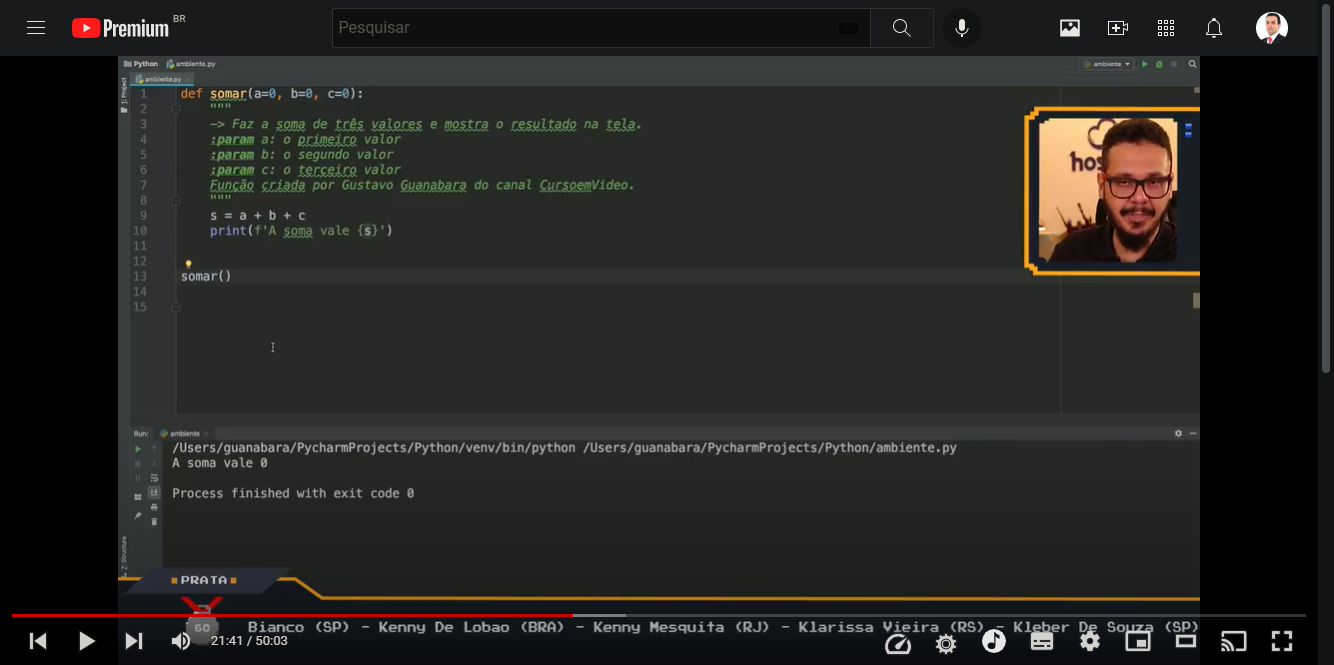 Premium BR
Pesquisar
Python ambiente.py
ambiente
ambiente.py
1: Project
1 def somar(a=0, b=0, c=0):
2 """
3 -> Faz a soma de três valores e mostra o resultado na tela.
4 :param a: o primeiro valor
5 :param b: o segundo valor
6 :param c: o terceiro valor
7 Função criada por Gustavo Guanabara do canal CursoemVideo.
8 """
9 s = a + b + c
10 print(f'A soma vale {s}')
11
12
13 somar()
14
15
hos
Run: ambiente
/Users/guanabara/PycharmProjects/Python/venv/bin/python /Users/guanabara/PycharmProjects/Python/ambiente.py
A soma vale 0
Process finished with exit code 0
Z: Structure
PRATA
GO Bianco (SP) - Kenny De Lobao (BRA) - Kenny Mesquita (RJ) - Klarissa Vieira (RS) - Kleber De Souza (SP)
21:41 / 50:03